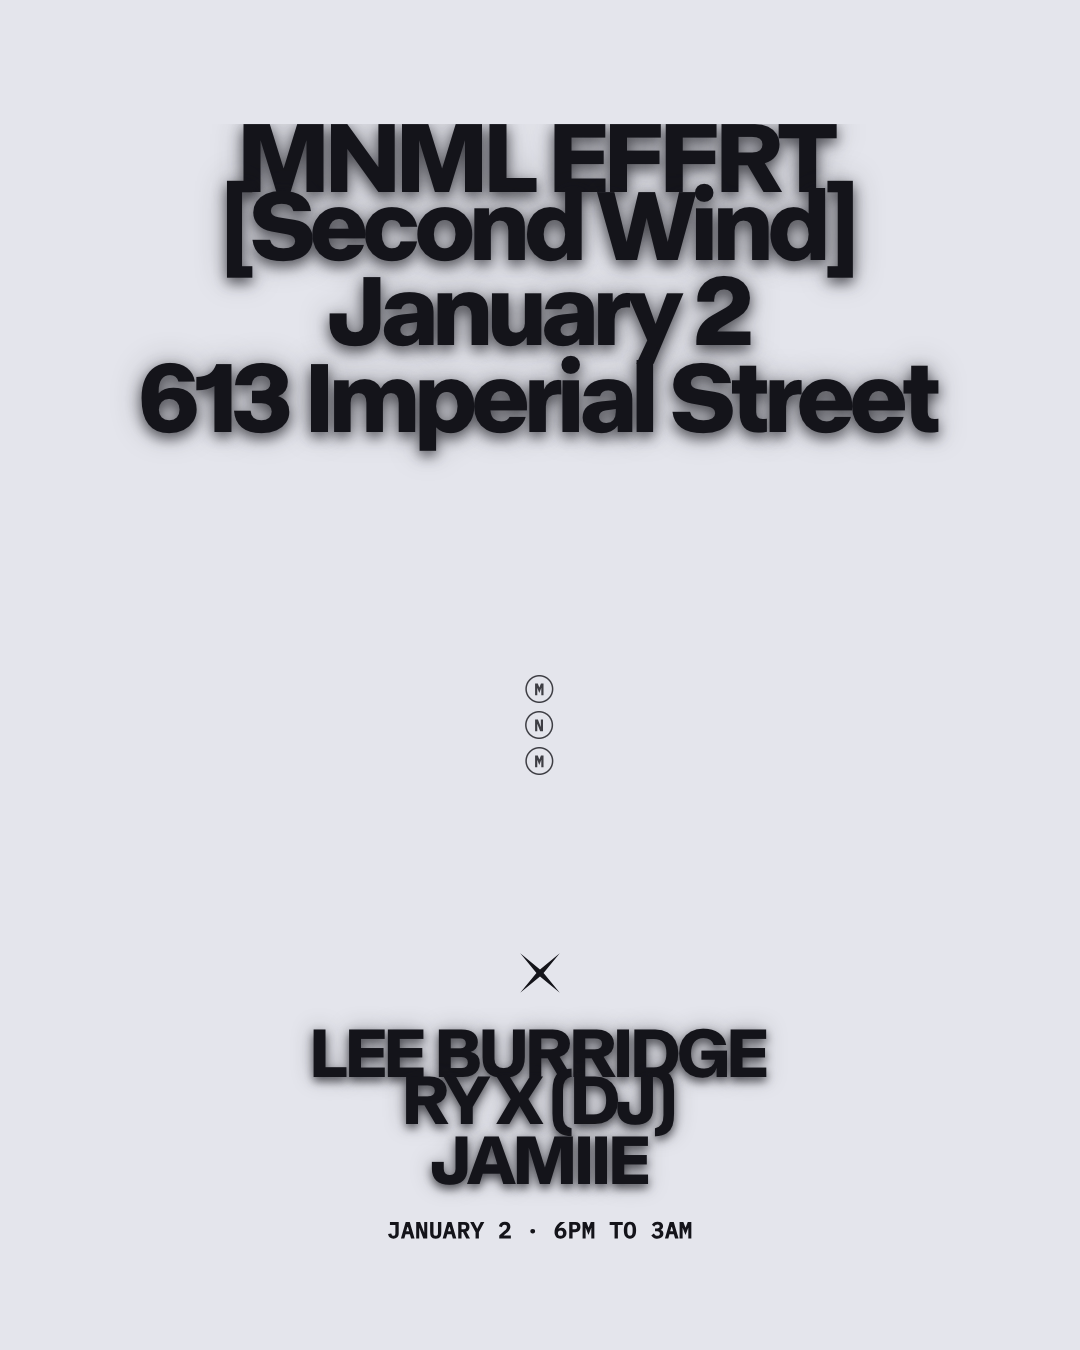 MNML EFFRT
[Second Wind]
January 2
613 Imperial Street
M
N
M
LEE BURRIDGE
RY X (DJ)
JAMIIE
JANUARY 2 · 6PM TO 3AM